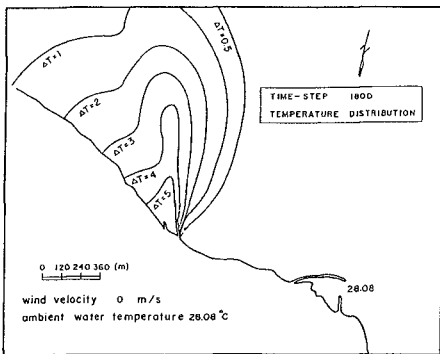 ΔT=1
ΔT=0.5
ΔT=2
ΔT=3
ΔT=4
ΔT=5
TIME-STEP 1800
TEMPERATURE DISTRIBUTION
0 120 240 360 (m)
28.08
wind velocity 0 m/s
ambient water temperature 28.08 °C